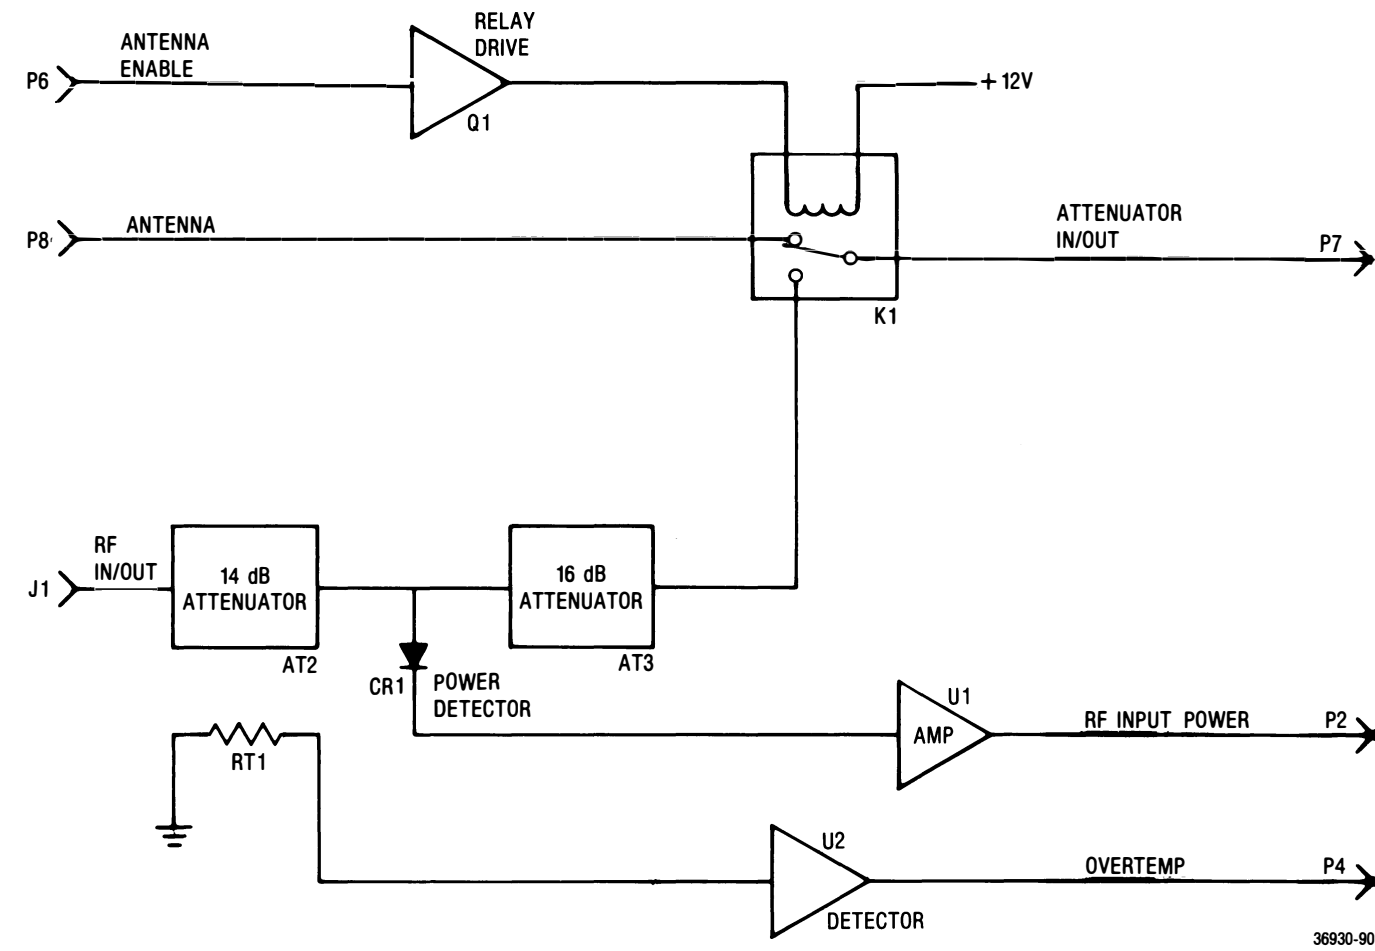 RELAY
DRIVE
ANTENNA
ENABLE
P6
+12V
Q1
ANTENNA
P8
ATTENUATOR
IN/OUT
P7
K1
RF
IN/OUT
J1
14 dB
ATTENUATOR
16 dB
ATTENUATOR
AT2
AT3
CR1
POWER
DETECTOR
U1
AMP
RF INPUT POWER
P2
RT1
U2
OVERTEMP
P4
DETECTOR
36930-90